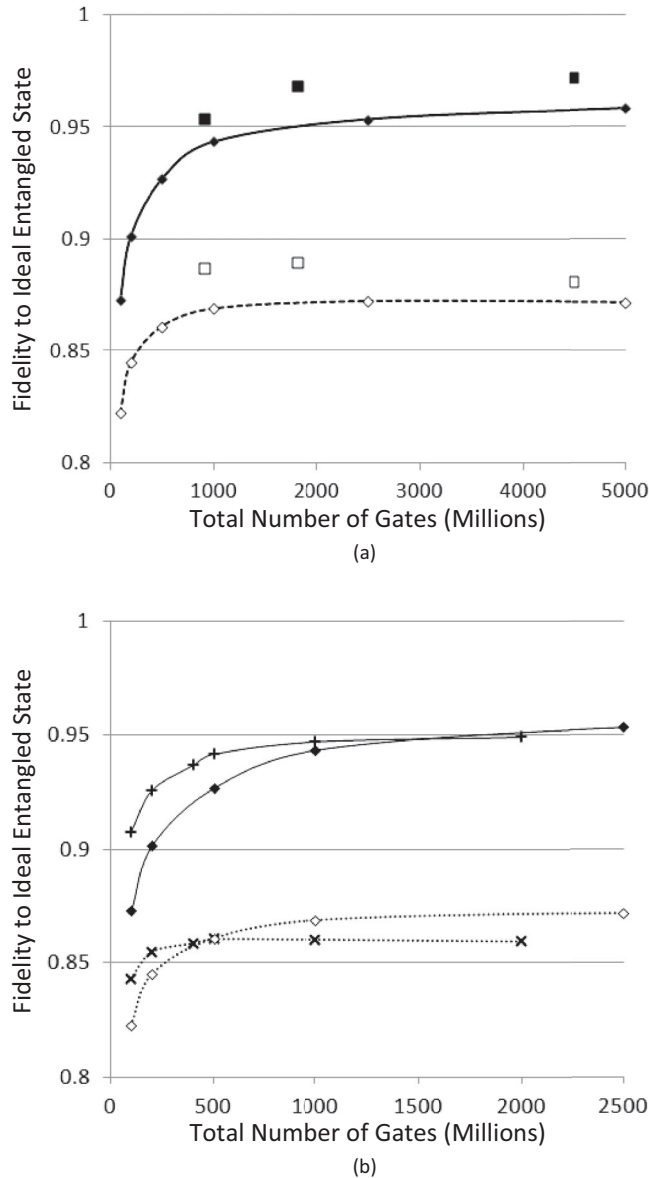 1
0.95
0.9
0.85
0.8
Fidelity to Ideal Entangled State
0 1000 2000 3000 4000 5000
Total Number of Gates (Millions)
(a)
1
0.95
0.9
0.85
0.8
Fidelity to Ideal Entangled State
0 500 1000 1500 2000 2500
Total Number of Gates (Millions)
(b)